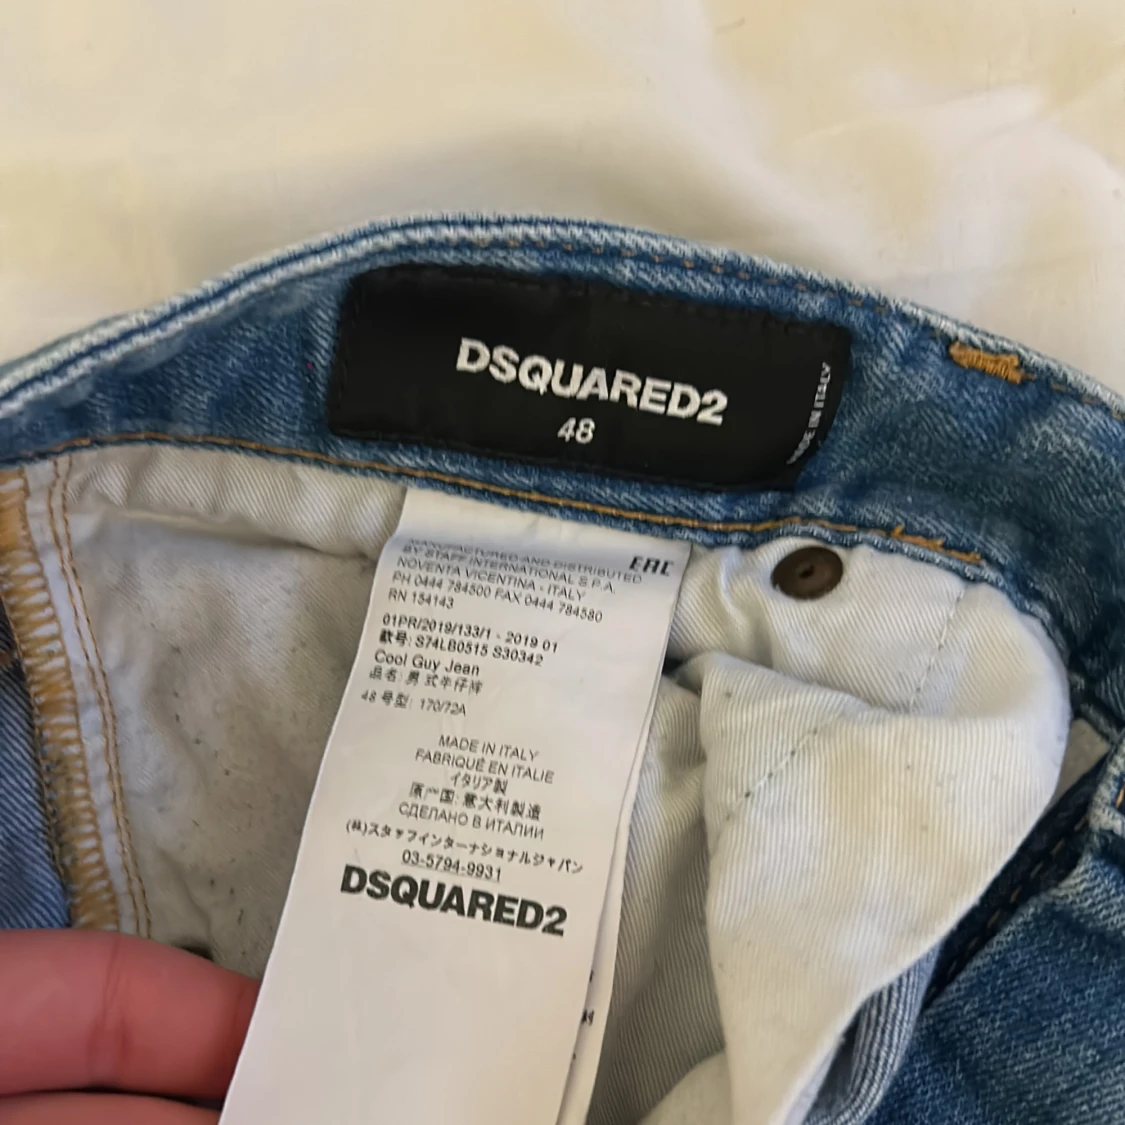 DSQUARED2
48
MADE IN ITALY
EAC
MANUFACTURED AND DISTRIBUTED
BY STAFF INTERNATIONAL S.P.A.
NOVENTA VICENTINA - ITALY
PH 0444 784500 FAX 0444 784580
RN 154143
01PR/2019/133/1 - 2019 01
款号: S74LB0515 S30342
Cool Guy Jean
品名: 男式牛仔裤
48 号型: 170/72A
MADE IN ITALY
FABRIQUÉ EN ITALIE
イタリア製
原产国: 意大利製造
СДЕЛАНО В ИТАЛИИ
(株)スタッフインターナショナルジャパン
03-5794-9931
DSQUARED2